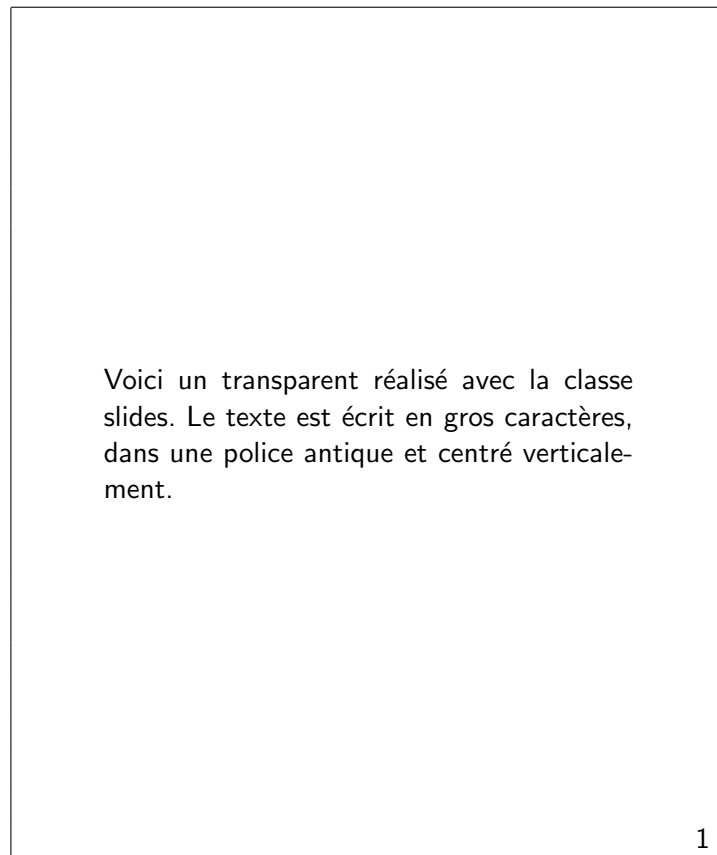 Voici un transparent réalisé avec la classe
slides. Le texte est écrit en gros caractères,
dans une police antique et centré verticale-
ment.
1